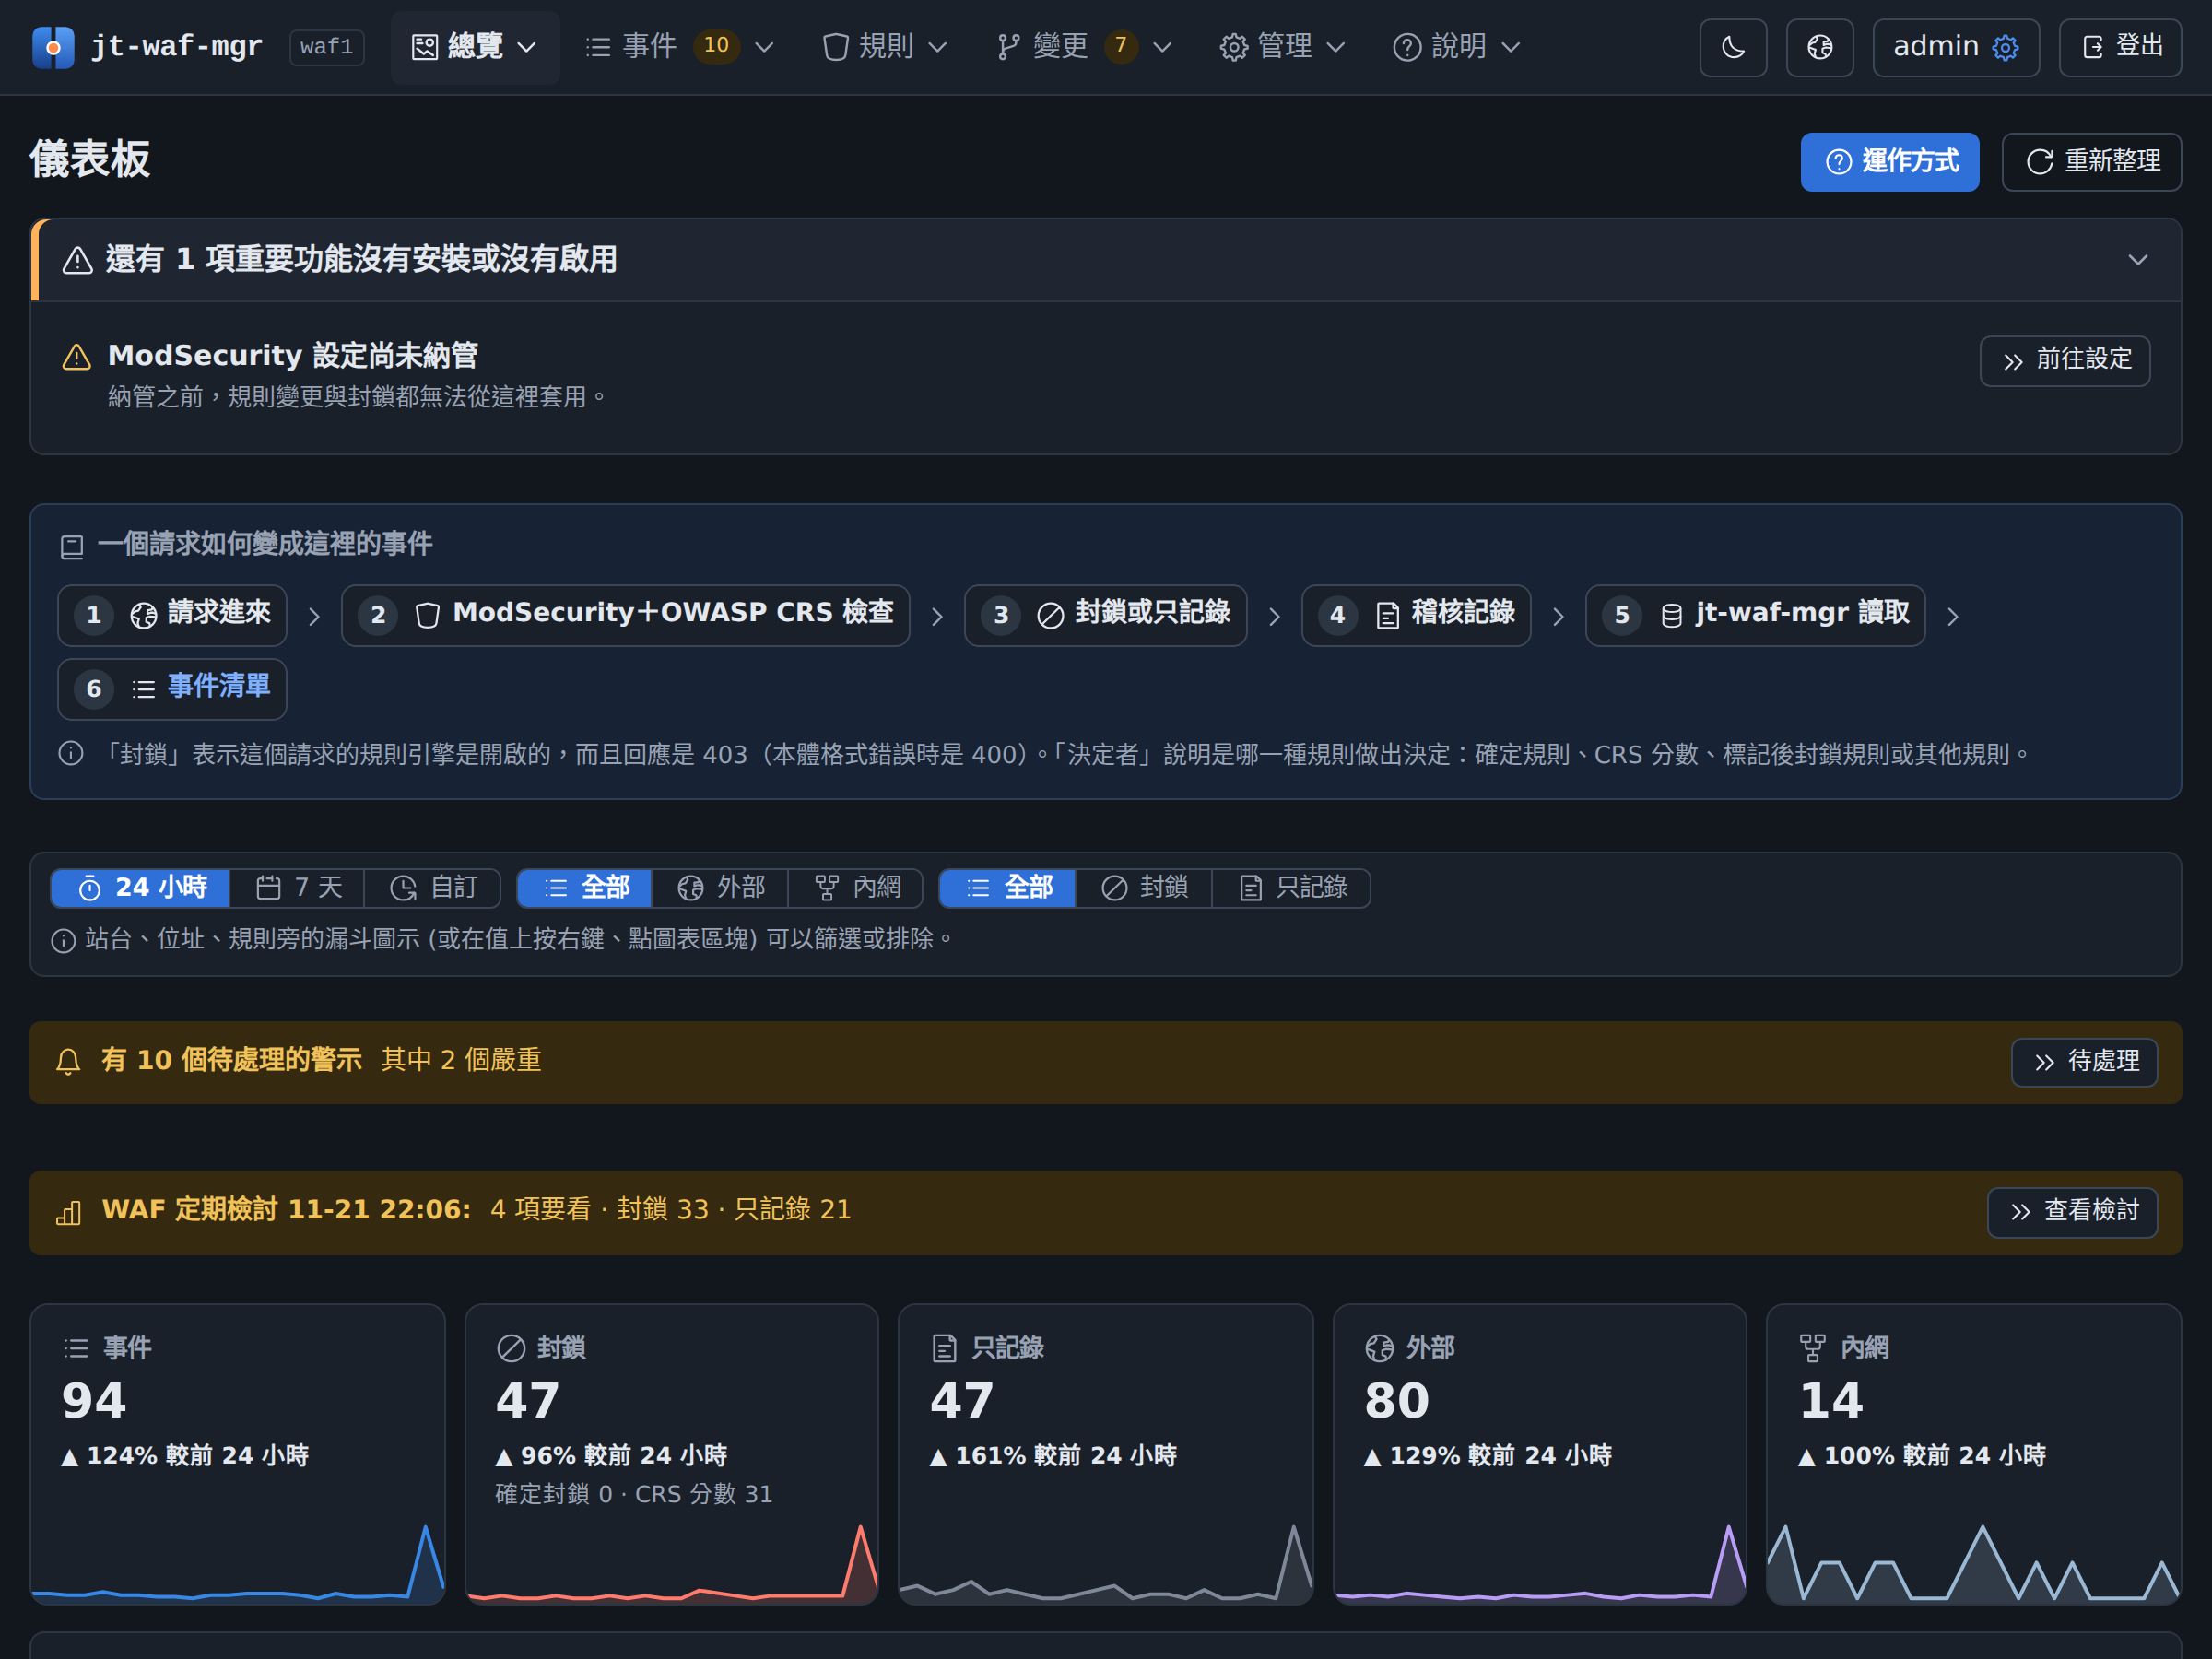 jt-waf-mgr waf1 總覽 事件 10 規則 變更 7 管理 說明 admin 登出
儀表板 運作方式 重新整理
還有 1 項重要功能沒有安裝或沒有啟用
ModSecurity 設定尚未納管 前往設定
納管之前，規則變更與封鎖都無法從這裡套用。
一個請求如何變成這裡的事件
1 請求進來 2 ModSecurity＋OWASP CRS 檢查 3 封鎖或只記錄 4 稽核記錄 5 jt-waf-mgr 讀取
6 事件清單
「封鎖」表示這個請求的規則引擎是開啟的，而且回應是 403（本體格式錯誤時是 400）。「決定者」說明是哪一種規則做出決定：確定規則、CRS 分數、標記後封鎖規則或其他規則。
24 小時 7 天 自訂 全部 外部 內網 全部 封鎖 只記錄
站台、位址、規則旁的漏斗圖示 (或在值上按右鍵、點圖表區塊) 可以篩選或排除。
有 10 個待處理的警示 其中 2 個嚴重 待處理
WAF 定期檢討 11-21 22:06: 4 項要看 · 封鎖 33 · 只記錄 21 查看檢討
事件 封鎖 只記錄 外部 內網
94 47 47 80 14
▲ 124% 較前 24 小時 ▲ 96% 較前 24 小時 ▲ 161% 較前 24 小時 ▲ 129% 較前 24 小時 ▲ 100% 較前 24 小時
確定封鎖 0 · CRS 分數 31